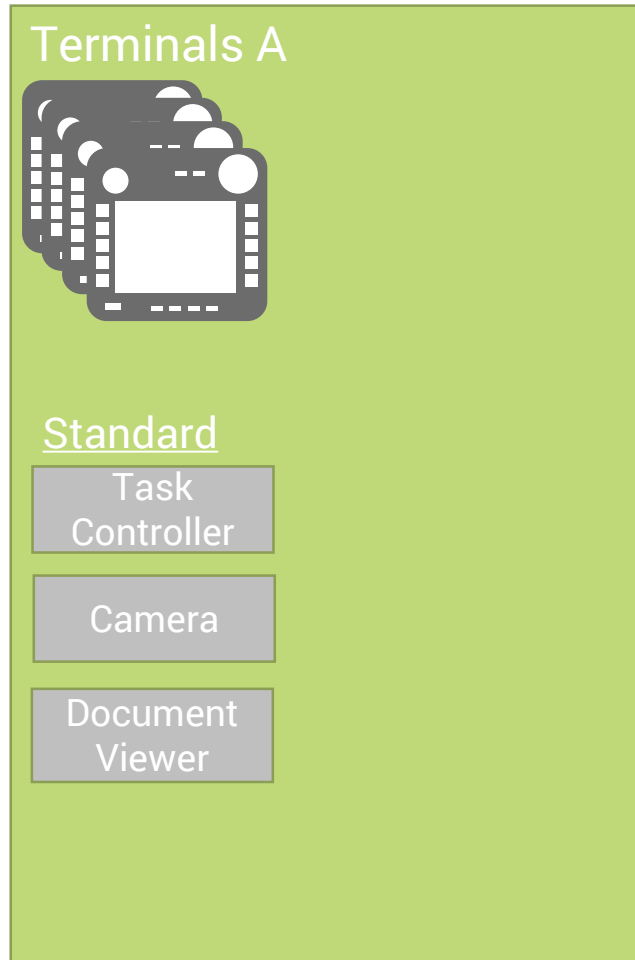 Terminals A
Standard
Task
Controller
Camera
Document
Viewer